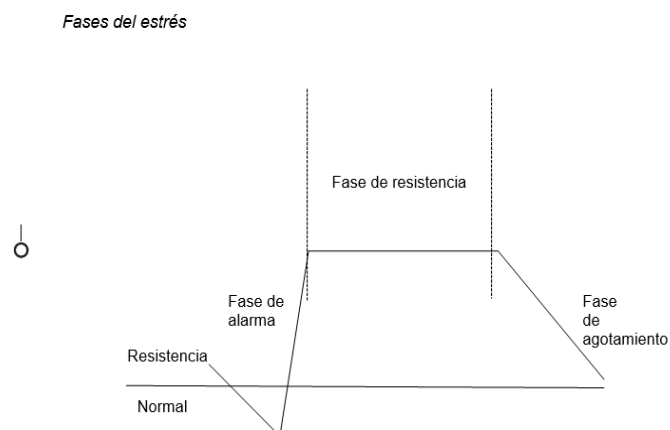 Fases del estrés
Fase de resistencia
Fase de
alarma
Fase
de
agotamiento
Resistencia
Normal